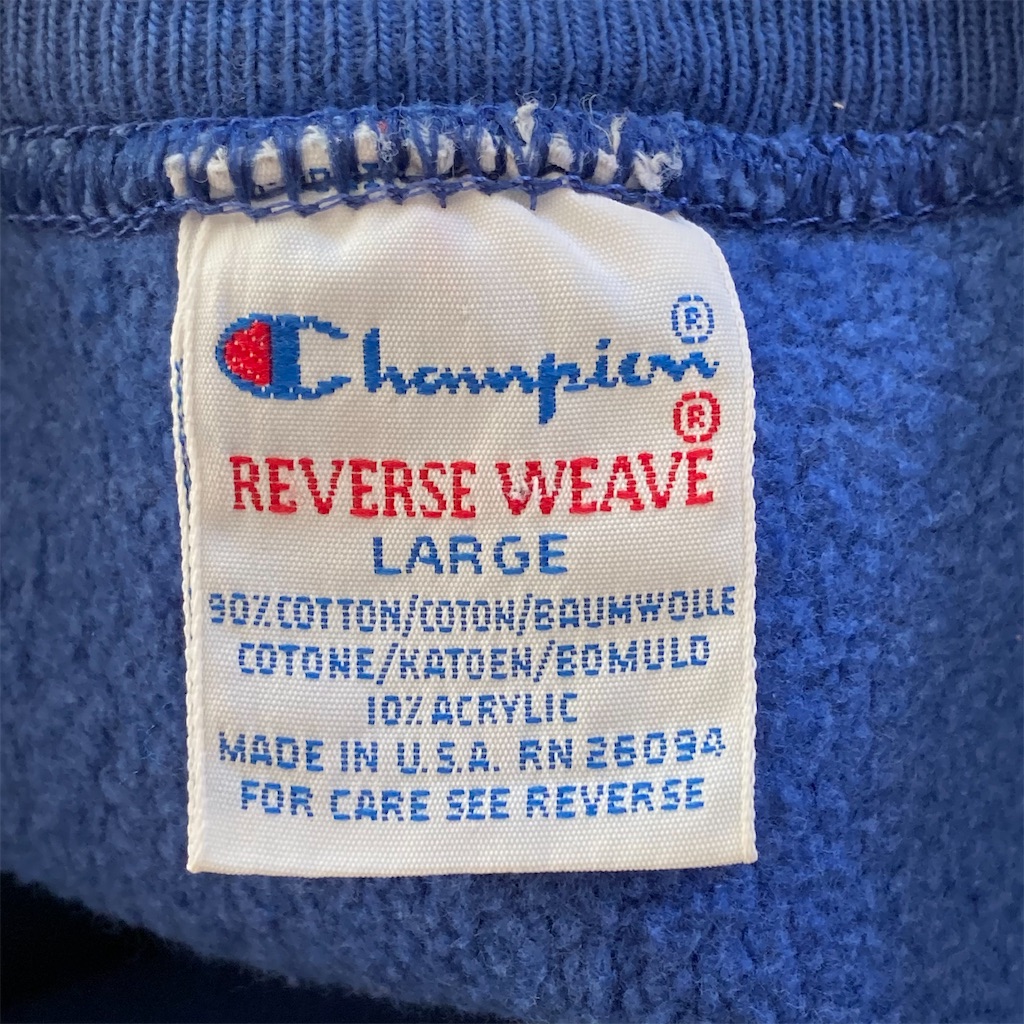 Champion®
REVERSE WEAVE®
LARGE
90% COTTON/COTON/BAUMWOLLE
COTONE/KATOEN/BOMULD
10% ACRYLIC
MADE IN U.S.A. RN 26094
FOR CARE SEE REVERSE